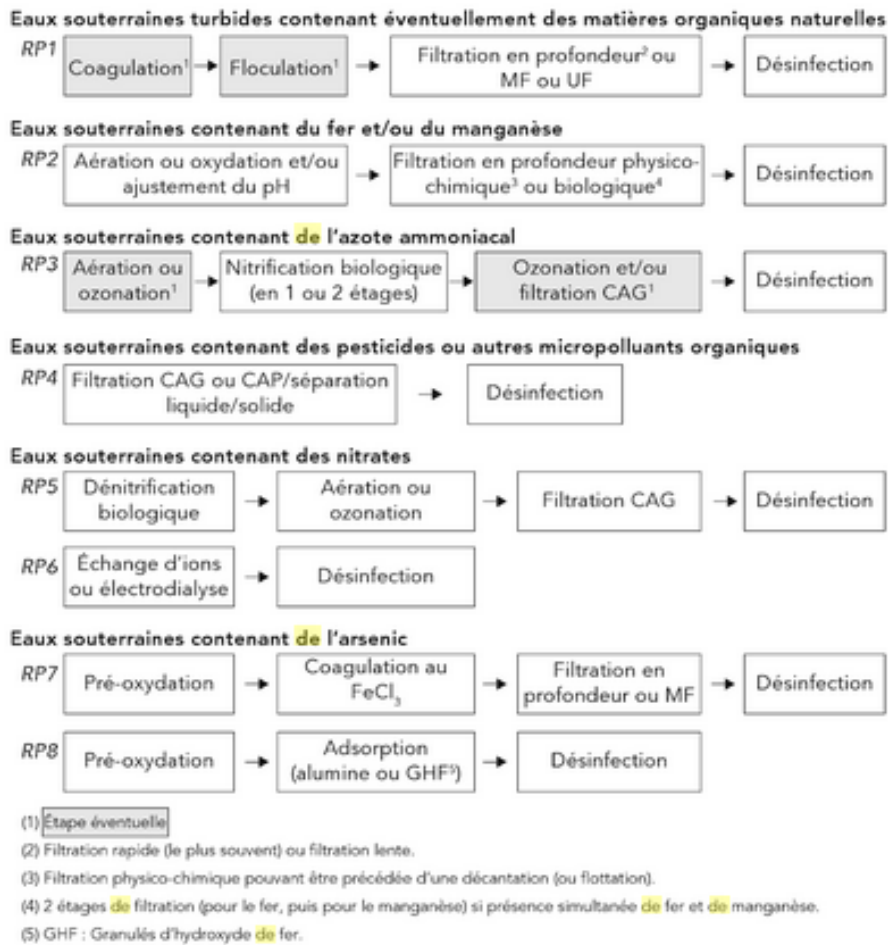 Eaux souterraines turbides contenant éventuellement des matières organiques naturelles
RP1
Coagulation¹
Floculation¹
Filtration en profondeur² ou
MF ou UF
Désinfection
Eaux souterraines contenant du fer et/ou du manganèse
RP2
Aération ou oxydation et/ou
ajustement du pH
Filtration en profondeur physico-
chimique³ ou biologique⁴
Désinfection
Eaux souterraines contenant de l'azote ammoniacal
RP3
Aération ou
ozonation¹
Nitrification biologique
(en 1 ou 2 étages)
Ozonation et/ou
filtration CAG¹
Désinfection
Eaux souterraines contenant des pesticides ou autres micropolluants organiques
RP4
Filtration CAG ou CAP/séparation
liquide/solide
Désinfection
Eaux souterraines contenant des nitrates
RP5
Dénitrification
biologique
Aération ou
ozonation
Filtration CAG
Désinfection
RP6
Échange d'ions
ou électrodialyse
Désinfection
Eaux souterraines contenant de l'arsenic
RP7
Pré-oxydation
Coagulation au
FeCl₃
Filtration en
profondeur ou MF
Désinfection
RP8
Pré-oxydation
Adsorption
(alumine ou GHF⁵)
Désinfection
(1) Étape éventuelle
(2) Filtration rapide (le plus souvent) ou filtration lente.
(3) Filtration physico-chimique pouvant être précédée d'une décantation (ou flottation).
(4) 2 étages de filtration (pour le fer, puis pour le manganèse) si présence simultanée de fer et de manganèse.
(5) GHF : Granulés d'hydroxyde de fer.